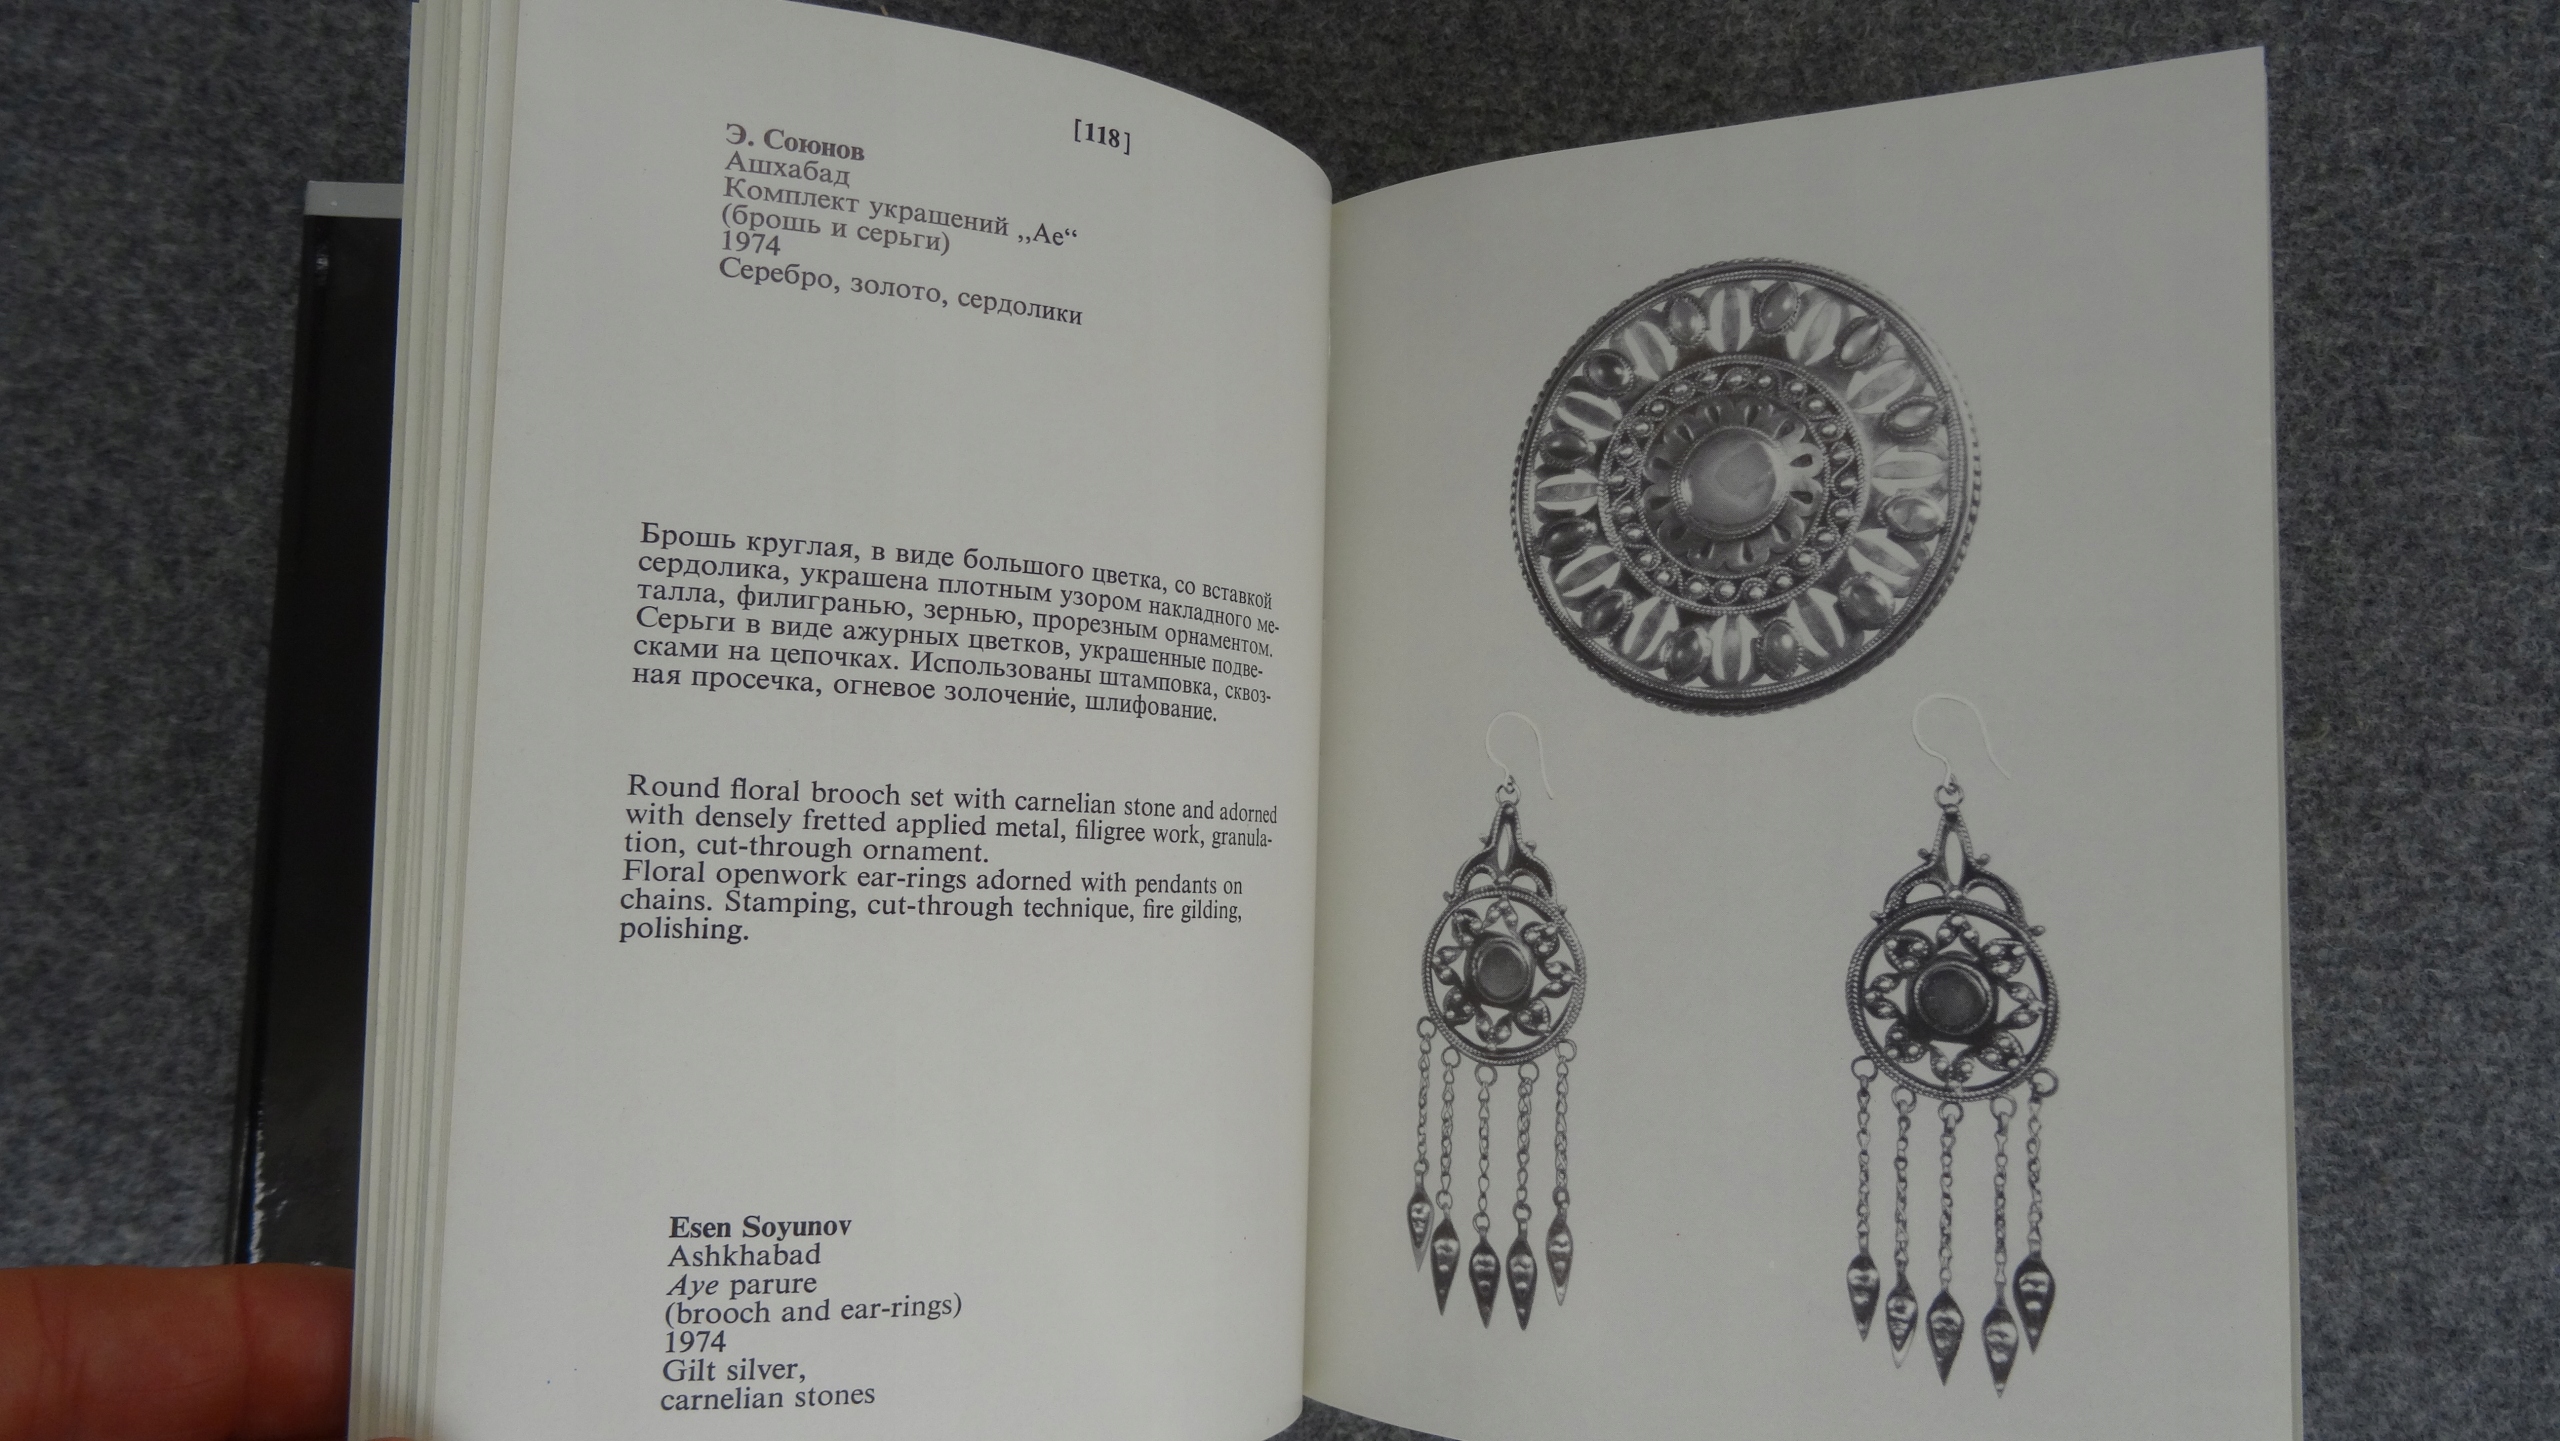 [118]
Э. Союнов
Ашхабад
Комплект украшений „Ае“
(брошь и серьги)
1974
Серебро, золото, сердолики
Брошь круглая, в виде большого цветка, со вставкой
сердолика, украшена плотным узором накладного ме-
талла, филигранью, зернью, прорезным орнаментом.
Серьги в виде ажурных цветков, украшенные подве-
сками на цепочках. Использованы штамповка, сквоз-
ная просечка, огневое золочение, шлифование.
Round floral brooch set with carnelian stone and adorned
with densely fretted applied metal, filigree work, granula-
tion, cut-through ornament.
Floral openwork ear-rings adorned with pendants on
chains. Stamping, cut-through technique, fire gilding,
polishing.
Esen Soyunov
Ashkhabad
Aye parure
(brooch and ear-rings)
1974
Gilt silver,
carnelian stones